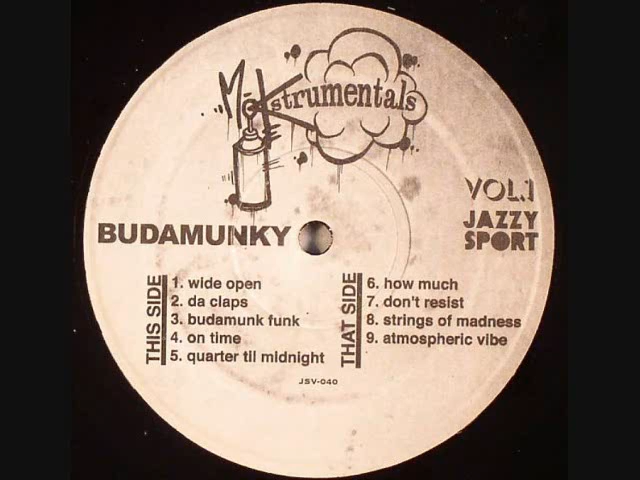 strumentals
VOL.1
JAZZY
SPORT
BUDAMUNKY
THIS SIDE
1. wide open
2. da claps
3. budamunk funk
4. on time
5. quarter til midnight
THAT SIDE
6. how much
7. don't resist
8. strings of madness
9. atmospheric vibe
JSV-040